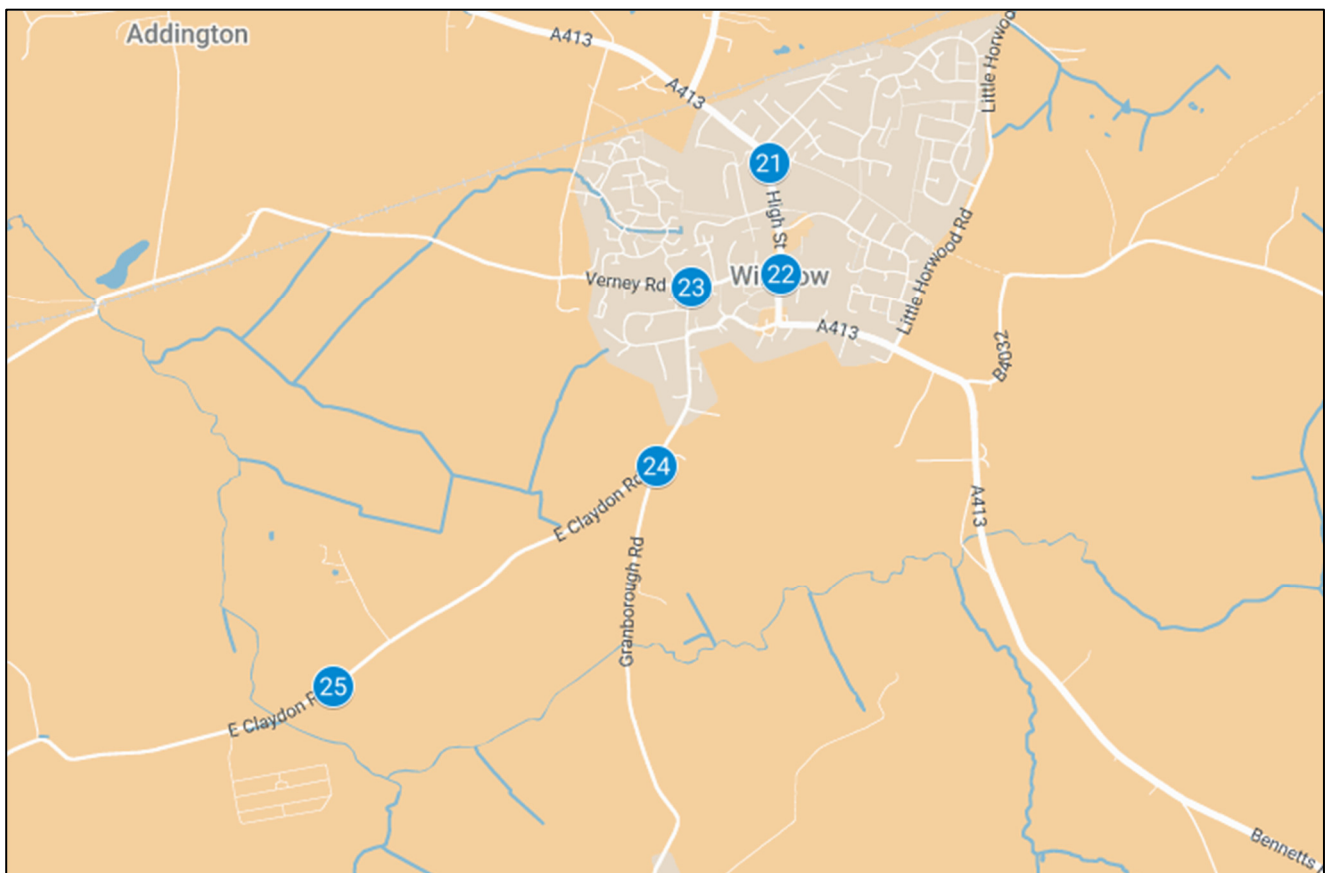 Addington
A413
A413
Little Horwood
21
High St
Little Horwood Rd
Verney Rd
23
22
A413
B4032
24
E Claydon Rd
A413
Granborough Rd
25
E Claydon R
Bennetts